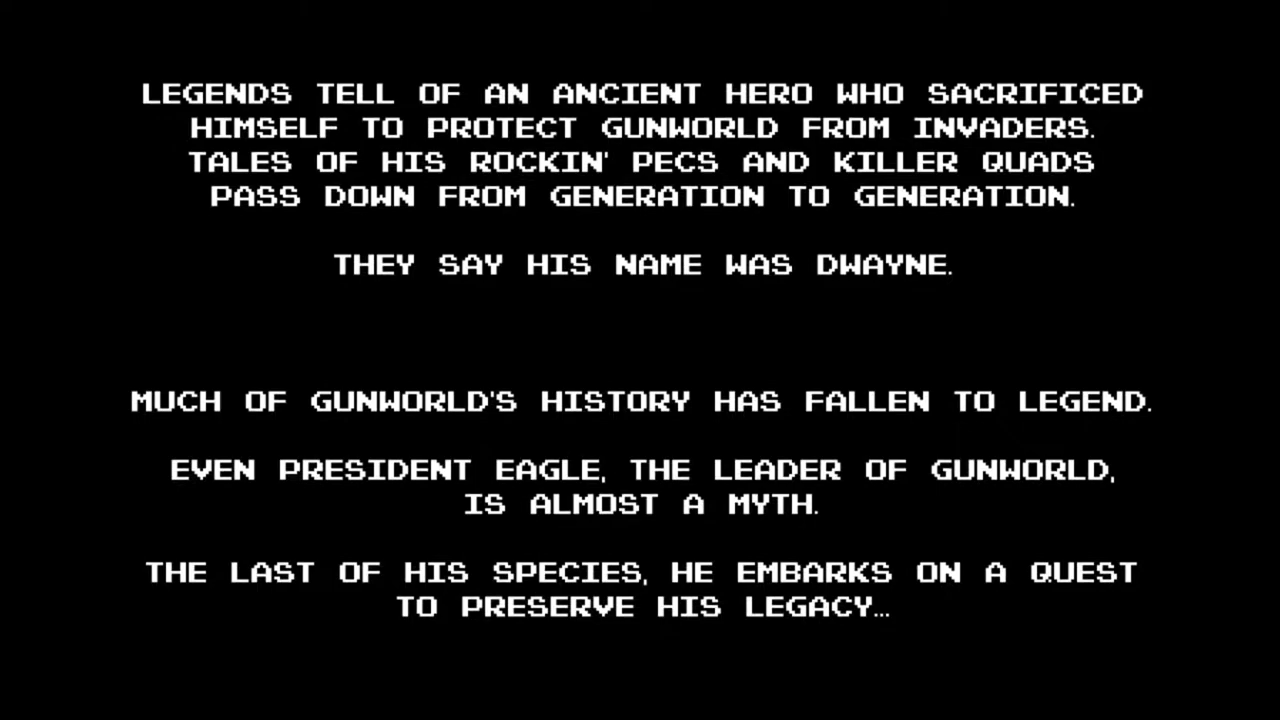 LEGENDS TELL OF AN ANCIENT HERO WHO SACRIFICED
HIMSELF TO PROTECT GUNWORLD FROM INVADERS.
TALES OF HIS ROCKIN' PECS AND KILLER QUADS
PASS DOWN FROM GENERATION TO GENERATION.
THEY SAY HIS NAME WAS DWAYNE.
MUCH OF GUNWORLD'S HISTORY HAS FALLEN TO LEGEND.
EVEN PRESIDENT EAGLE, THE LEADER OF GUNWORLD,
IS ALMOST A MYTH.
THE LAST OF HIS SPECIES, HE EMBARKS ON A QUEST
TO PRESERVE HIS LEGACY...